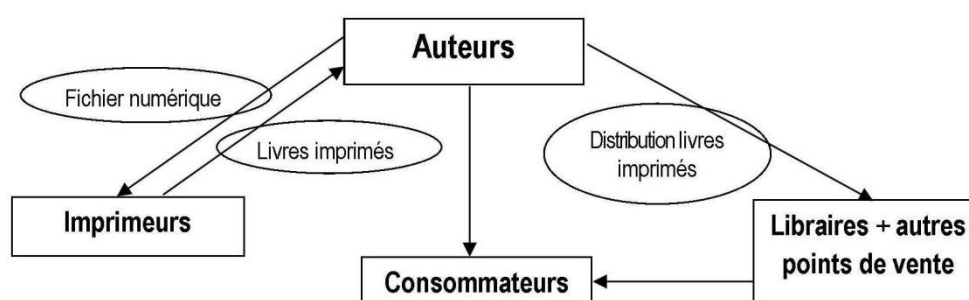 Auteurs
Fichier numérique
Livres imprimés
Distribution livres
imprimés
Imprimeurs
Libraires + autres
points de vente
Consommateurs